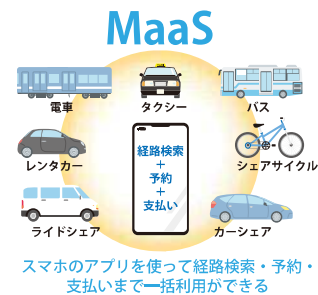 MaaS
電車
タクシー
バス
レンタカー
経路検索
+
予約
+
支払い
シェアサイクル
ライドシェア
カーシェア
スマホのアプリを使って経路検索・予約・
支払いまで一括利用ができる